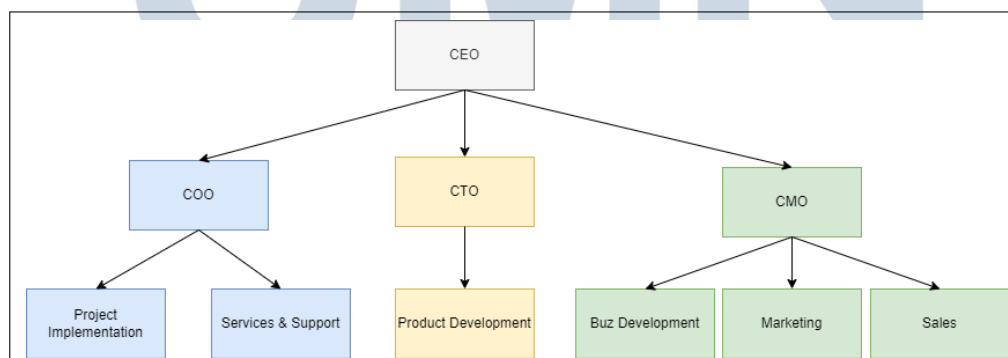 CEO
COO
CTO
CMO
Project
Implementation
Services & Support
Product Development
Buz Development
Marketing
Sales